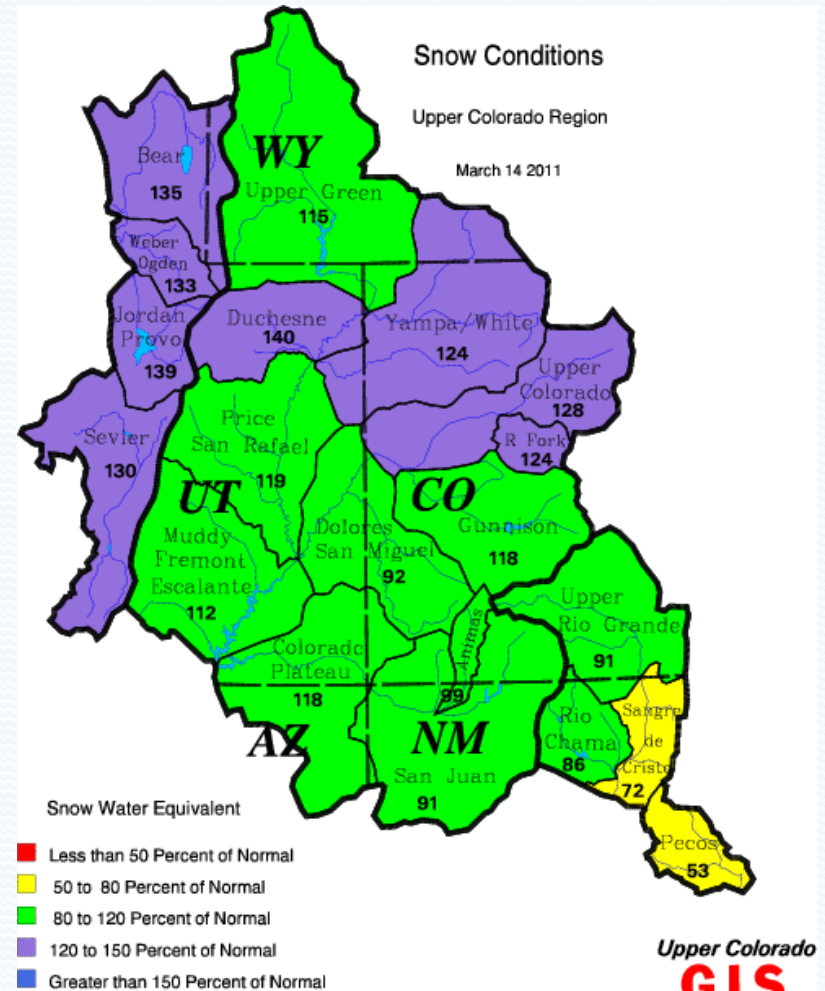 Snow Conditions
Upper Colorado Region
March 14 2011
WY
Bear
135
Upper Green
115
Weber
Ogden
133
Jordan
Provo
139
Duchesne
140
Yampa/White
124
Upper
Colorado
128
R Fork
124
Sevier
130
Price
San Rafael
119
UT
CO
Muddy
Fremont
Escalante
112
Dolores
San Miguel
92
Gunnison
118
Upper
Rio Grande
91
Colorado
Plateau
118
Animas
99
AZ
NM
San Juan
91
Rio
Chama
86
Sangre
de
Cristo
72
Pecos
53
Snow Water Equivalent
Less than 50 Percent of Normal
50 to 80 Percent of Normal
80 to 120 Percent of Normal
120 to 150 Percent of Normal
Greater than 150 Percent of Normal
Upper Colorado
GIS